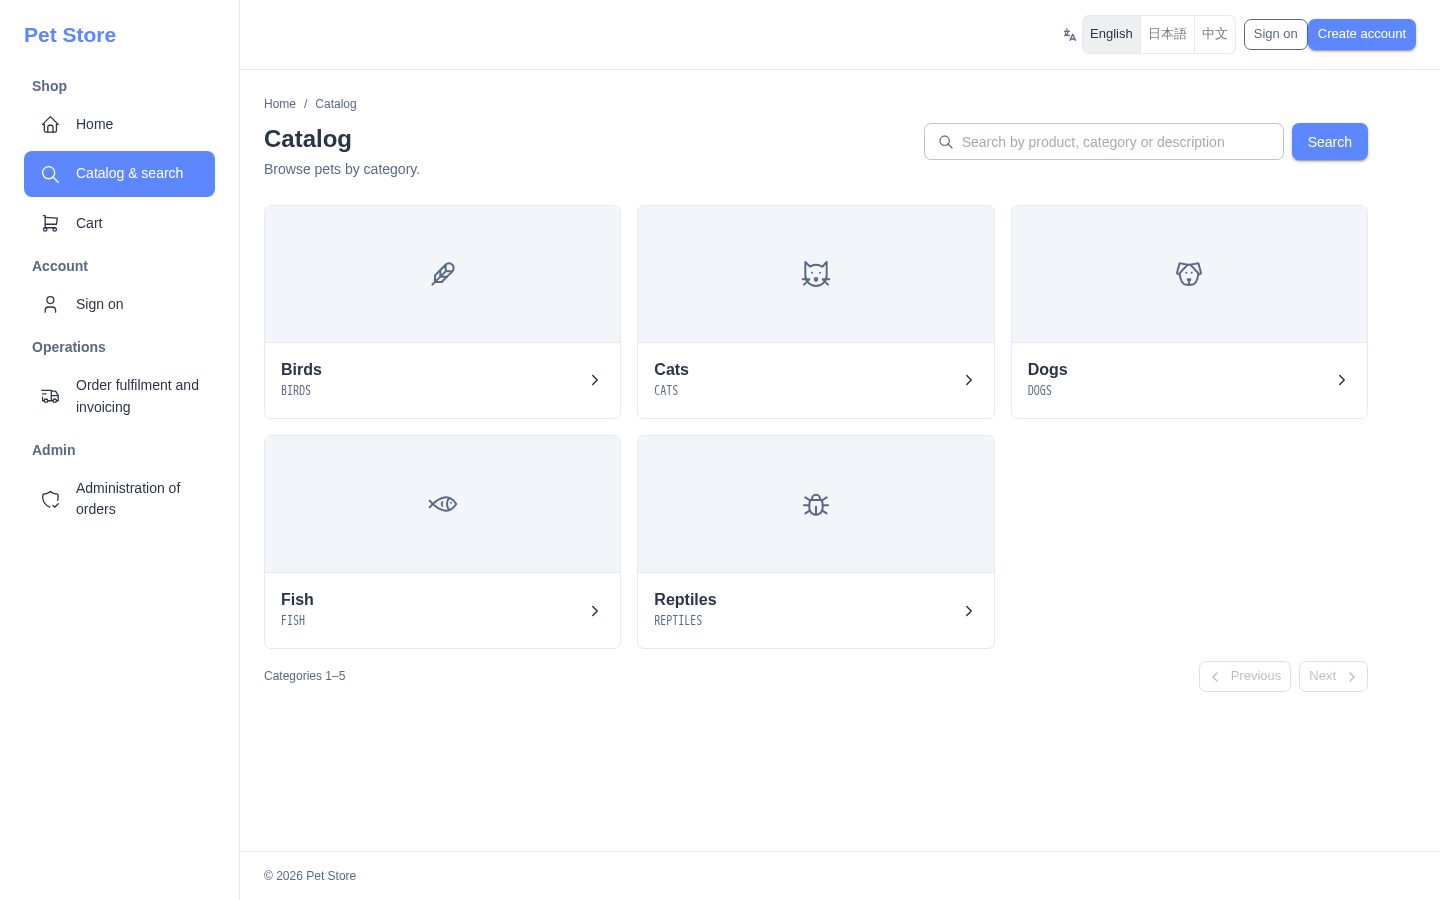 Pet Store
English
日本語
中文
Sign on
Create account
Shop
Home
Catalog & search
Cart
Account
Sign on
Operations
Order fulfilment and
invoicing
Admin
Administration of
orders
Home / Catalog
Catalog
Browse pets by category.
Search by product, category or description
Search
Birds
BIRDS
Cats
CATS
Dogs
DOGS
Fish
FISH
Reptiles
REPTILES
Categories 1–5
Previous
Next
© 2026 Pet Store